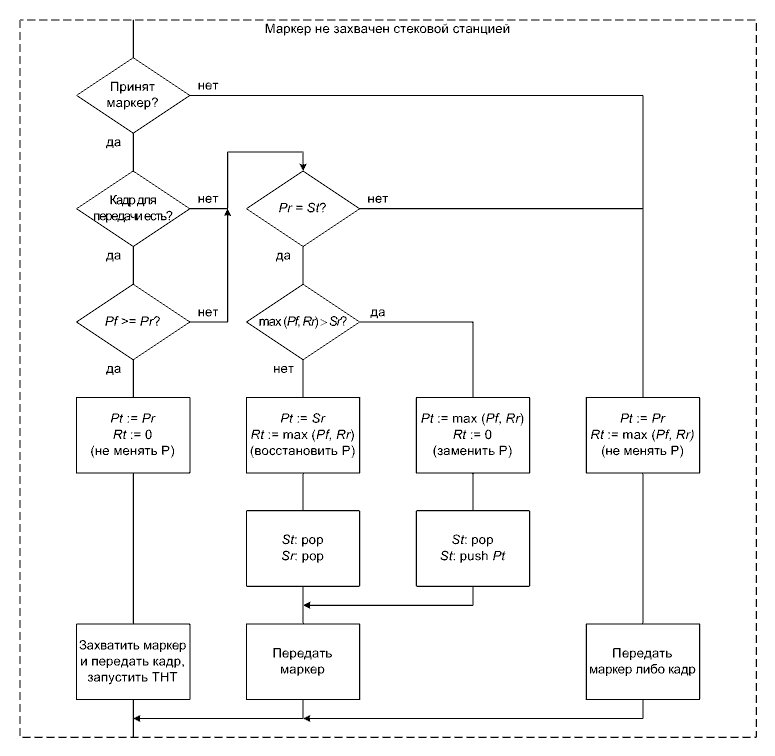 Маркер не захвачен стековой станцией
Принят
маркер?
нет
да
Кадр для
передачи есть?
нет
да
Pr = St?
нет
да
Pf >= Pr?
нет
да
max (Pf, Rr) > Sr?
да
нет
Pt := Pr
Rt := 0
(не менять P)
Pt := Sr
Rt := max (Pf, Rr)
(восстановить P)
Pt := max (Pf, Rr)
Rt := 0
(заменить P)
Pt := Pr
Rt := max (Pf, Rr)
(не менять P)
St: pop
Sr: pop
St: pop
St: push Pt
Захватить маркер
и передать кадр,
запустить THT
Передать
маркер
Передать
маркер либо кадр